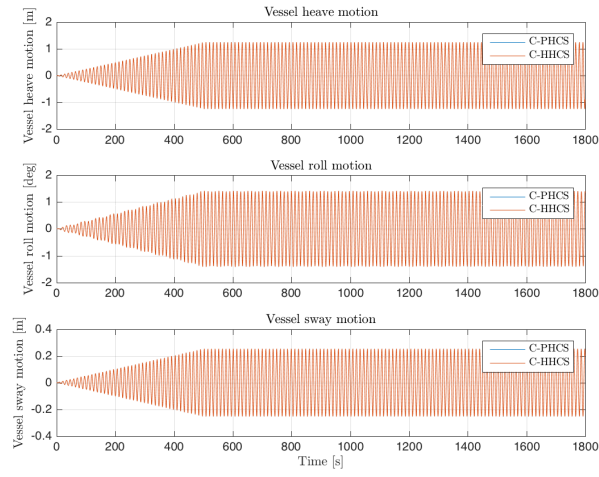 Vessel heave motion
Vessel heave motion [m]
2
1
0
-1
-2
C-PHCS
C-HHCS
0 200 400 600 800 1000 1200 1400 1600 1800
Vessel roll motion
Vessel roll motion [deg]
2
1
0
-1
-2
C-PHCS
C-HHCS
0 200 400 600 800 1000 1200 1400 1600 1800
Vessel sway motion
Vessel sway motion [m]
0.4
0.2
0
-0.2
-0.4
C-PHCS
C-HHCS
0 200 400 600 800 1000 1200 1400 1600 1800
Time [s]